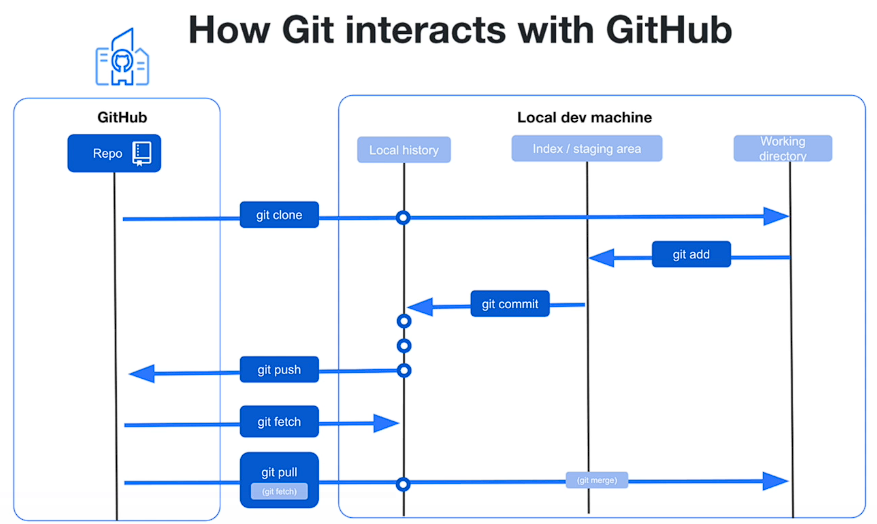 How Git interacts with GitHub
GitHub
Local dev machine
Repo
Local history
Index / staging area
Working
directory
git clone
git add
git commit
git push
git fetch
git pull
(git fetch)
(git merge)